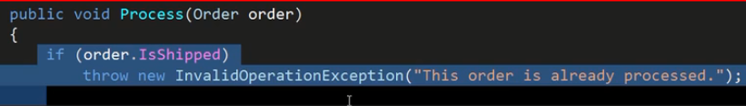 public void Process(Order order)
{
if (order.IsShipped)
throw new InvalidOperationException("This order is already processed.");